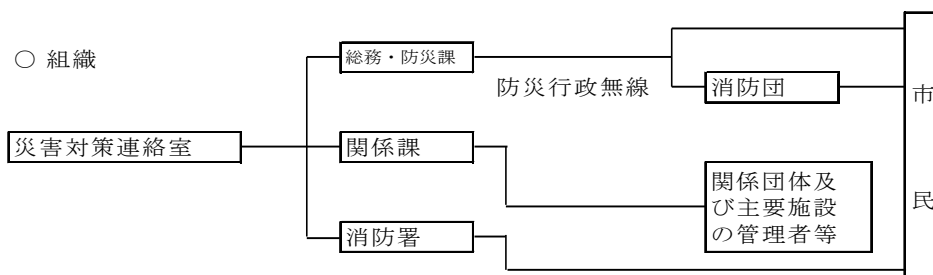 ○ 組織
総務・防災課
防災行政無線
消防団
市
民
災害対策連絡室
関係課
関係団体及
び主要施設
の管理者等
消防署